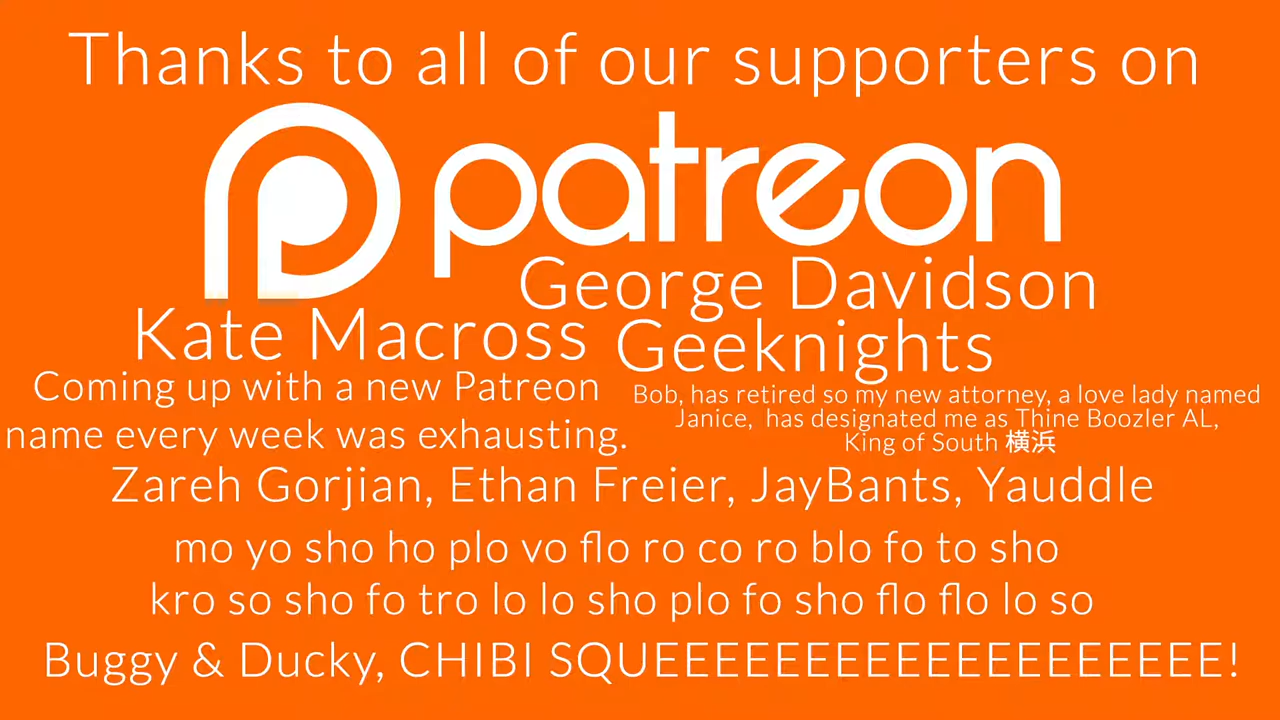 Thanks to all of our supporters on
patreon
George Davidson
Kate Macross
Geeknights
Coming up with a new Patreon
name every week was exhausting.
Bob, has retired so my new attorney, a love lady named
Janice, has designated me as Thine Boozler AL,
King of South 横浜
Zareh Gorjian, Ethan Freier, JayBants, Yauddle
mo yo sho ho plo vo flo ro co ro blo fo to sho
kro so sho fo tro lo lo sho plo fo sho flo flo lo so
Buggy & Ducky, CHIBI SQUEEEEEEEEEEEEEEEEEEE!